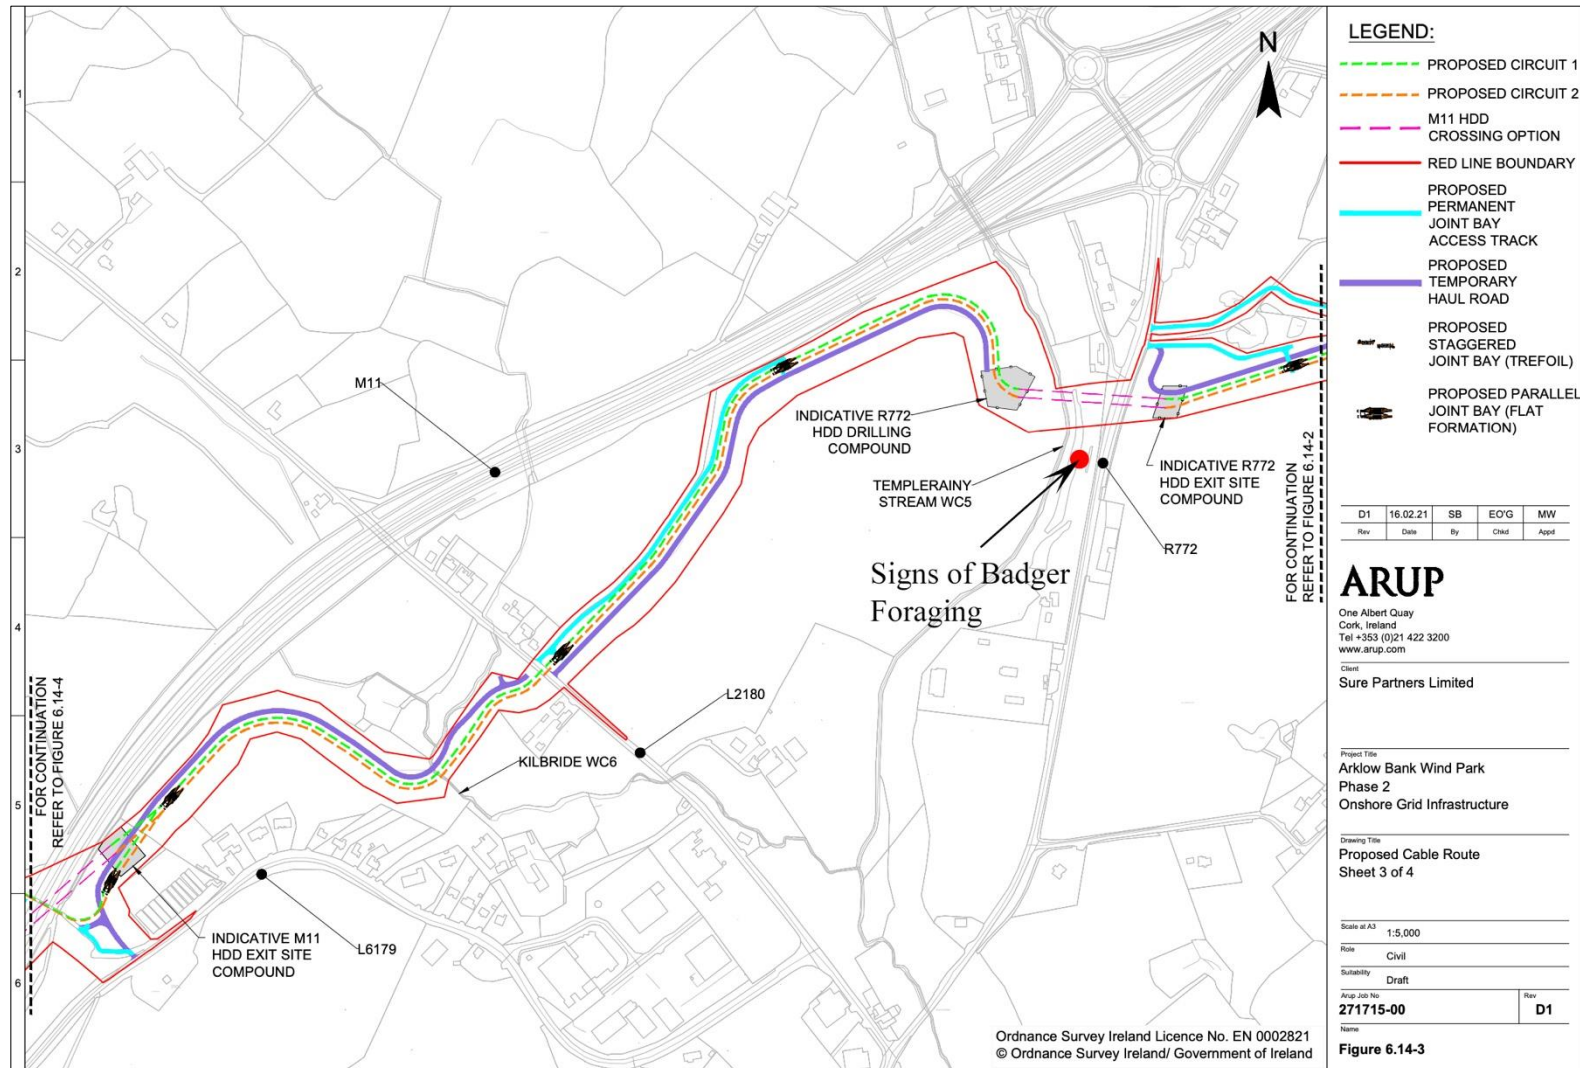 1
2
3
4
5
6
N
M11
INDICATIVE R772
HDD DRILLING
COMPOUND
TEMPLERAINY
STREAM WC5
INDICATIVE R772
HDD EXIT SITE
COMPOUND
R772
Signs of Badger
Foraging
FOR CONTINUATION
REFER TO FIGURE 6.14-2
FOR CONTINUATION
REFER TO FIGURE 6.14-4
L2180
KILBRIDE WC6
INDICATIVE M11
HDD EXIT SITE
COMPOUND
L6179
Ordnance Survey Ireland Licence No. EN 0002821
© Ordnance Survey Ireland/ Government of Ireland
LEGEND:
PROPOSED CIRCUIT 1
PROPOSED CIRCUIT 2
M11 HDD
CROSSING OPTION
RED LINE BOUNDARY
PROPOSED
PERMANENT
JOINT BAY
ACCESS TRACK
PROPOSED
TEMPORARY
HAUL ROAD
PROPOSED
STAGGERED
JOINT BAY (TREFOIL)
PROPOSED PARALLEL
JOINT BAY (FLAT
FORMATION)
D1 16.02.21 SB EO'G MW
Rev Date By Chkd Appd
ARUP
One Albert Quay
Cork, Ireland
Tel +353 (0)21 422 3200
www.arup.com
Client
Sure Partners Limited
Project Title
Arklow Bank Wind Park
Phase 2
Onshore Grid Infrastructure
Drawing Title
Proposed Cable Route
Sheet 3 of 4
Scale at A3
1:5,000
Role
Civil
Suitability
Draft
Arup Job No Rev
271715-00 D1
Name
Figure 6.14-3